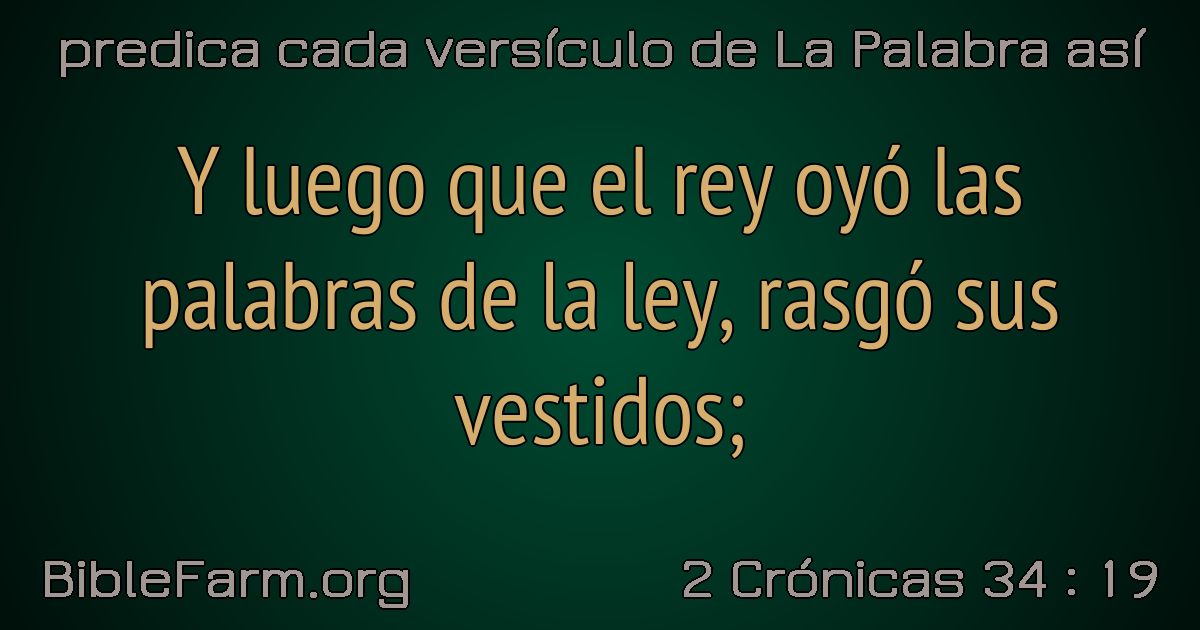 predica cada versículo de La Palabra así
Y luego que el rey oyó las
palabras de la ley, rasgó sus
vestidos;
BibleFarm.org
2 Crónicas 34 : 19